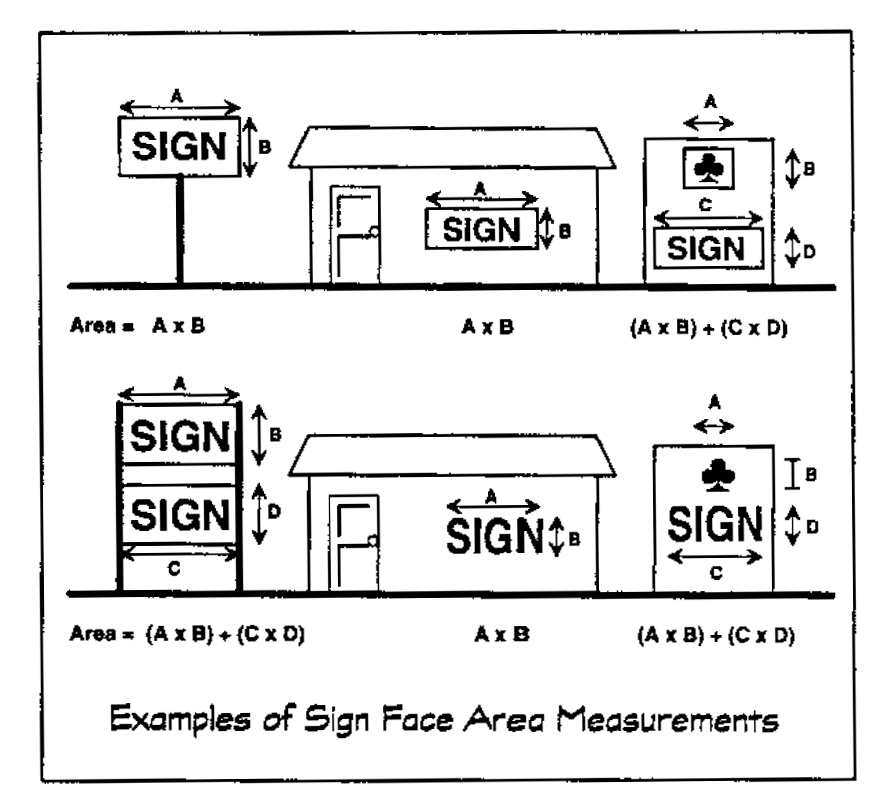 A
A
SIGN
B
A
B
A
C
SIGN
B
SIGN
D
Area = A x B
A x B
(A x B) + (C x D)
A
A
SIGN
B
B
A
SIGN
D
SIGN
B
SIGN
D
C
C
Area = (A x B) + (C x D)
A x B
(A x B) + (C x D)
Examples of Sign Face Area Measurements